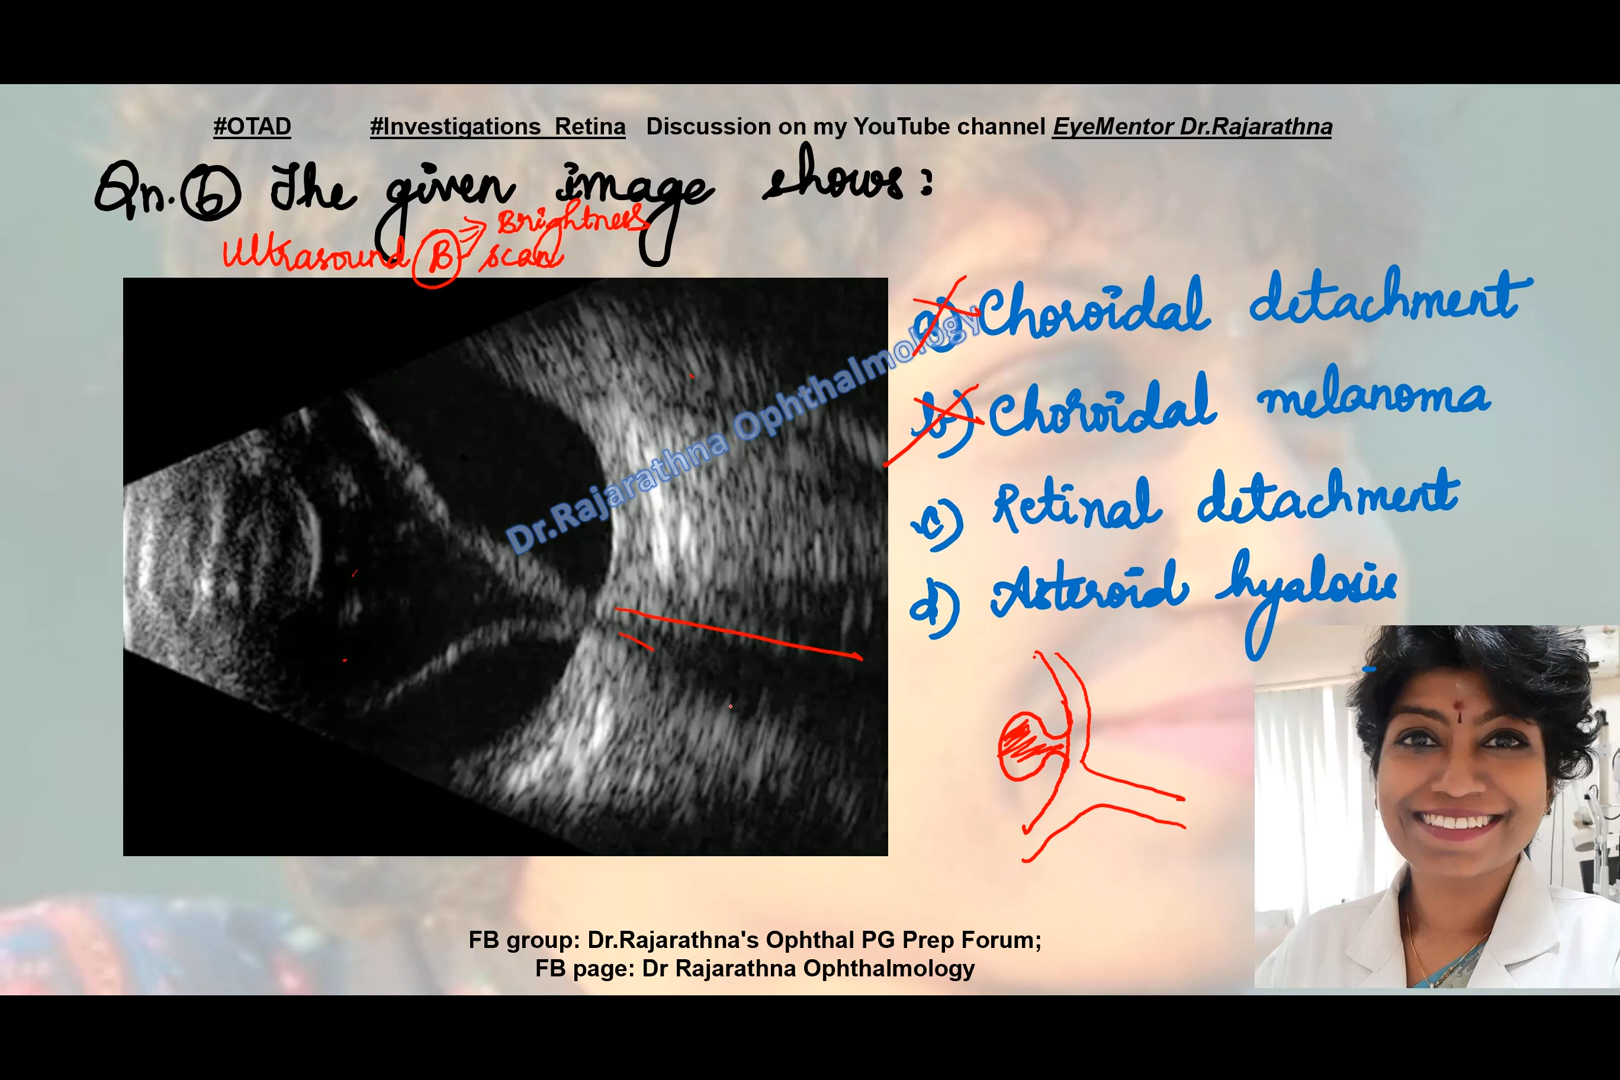 #OTAD #Investigations_Retina Discussion on my YouTube channel EyeMentor Dr.Rajarathna
Qn. 6 The given image shows:
Brightness
Ultrasound B scan
Dr.Rajarathna Ophthalmology
a) Choroidal detachment
b) Choroidal melanoma
c) Retinal detachment
d) Asteroid hyalosis
FB group: Dr.Rajarathna's Ophthal PG Prep Forum;
FB page: Dr Rajarathna Ophthalmology